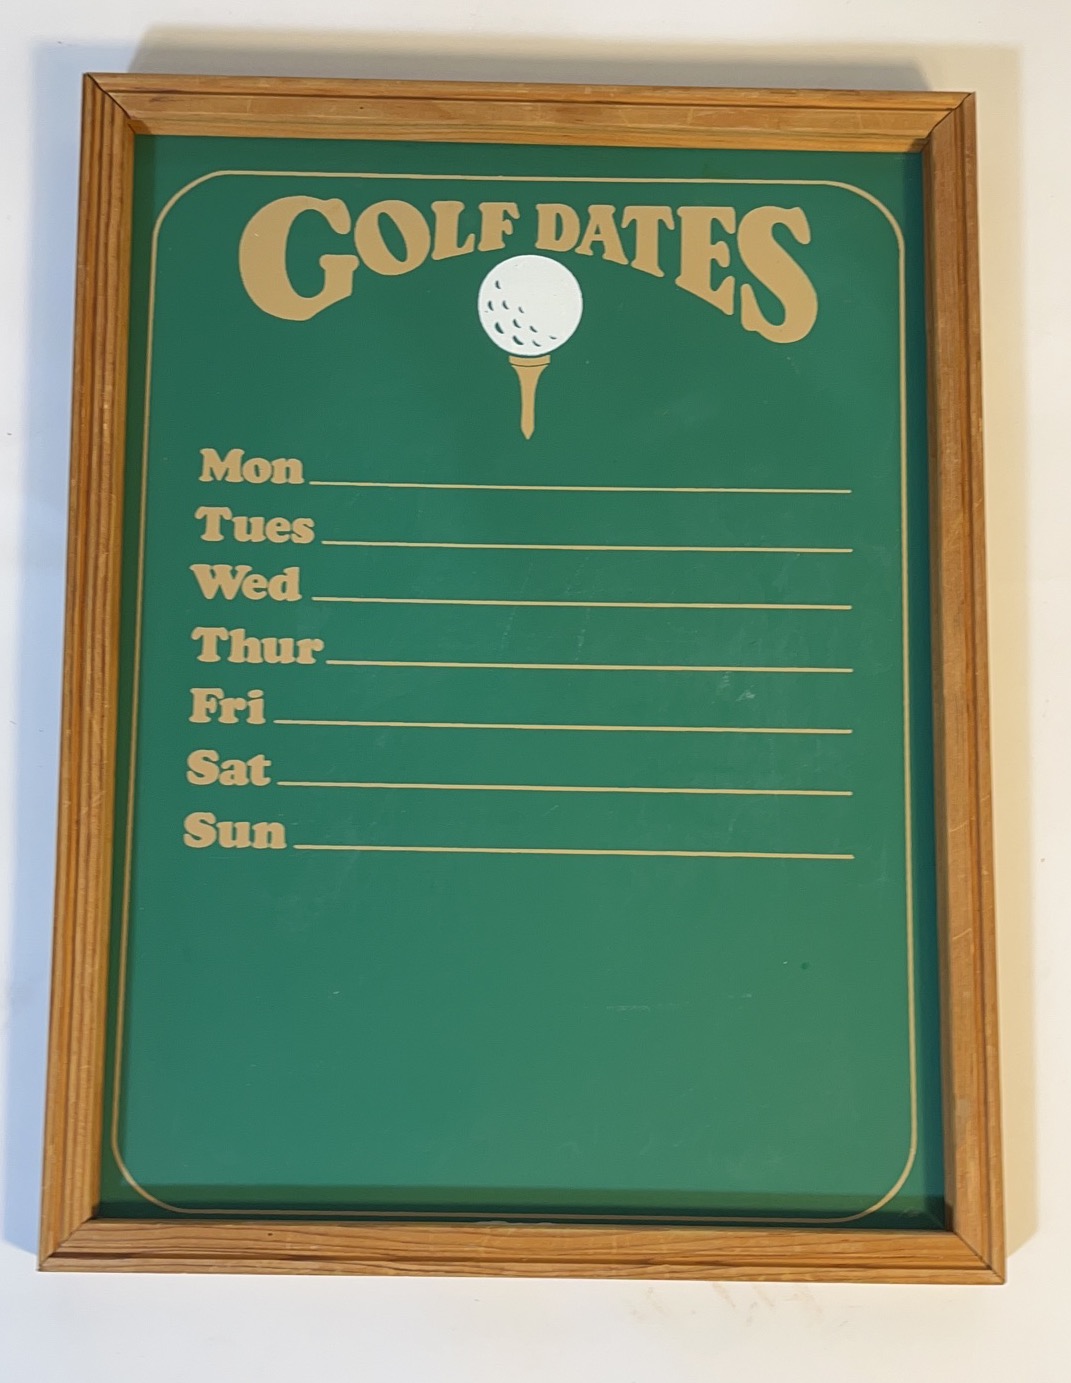 GOLF DATES
Mon
Tues
Wed
Thur
Fri
Sat
Sun